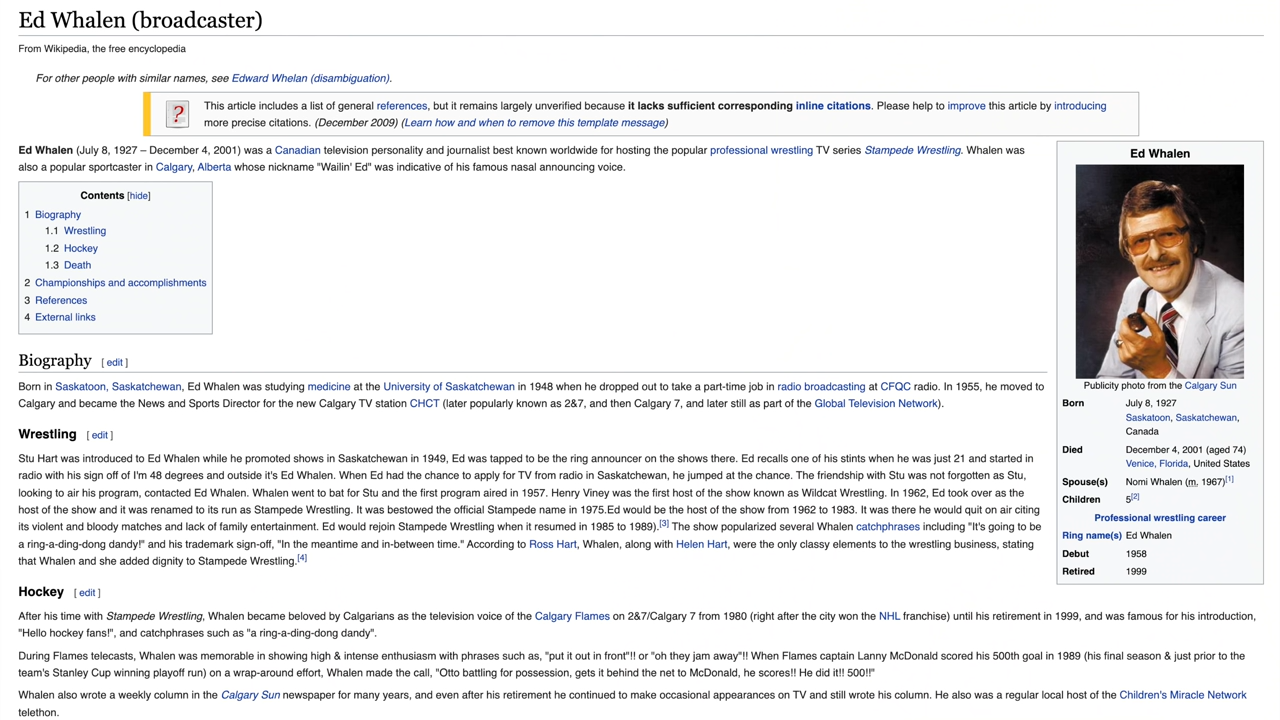 Ed Whalen (broadcaster)
From Wikipedia, the free encyclopedia
For other people with similar names, see Edward Whelan (disambiguation).
This article includes a list of general references, but it remains largely unverified because it lacks sufficient corresponding inline citations. Please help to improve this article by introducing
more precise citations. (December 2009) (Learn how and when to remove this template message)
Ed Whalen (July 8, 1927 – December 4, 2001) was a Canadian television personality and journalist best known worldwide for hosting the popular professional wrestling TV series Stampede Wrestling. Whalen was
also a popular sportcaster in Calgary, Alberta whose nickname "Wailin' Ed" was indicative of his famous nasal announcing voice.
Contents [hide]
1 Biography
1.1 Wrestling
1.2 Hockey
1.3 Death
2 Championships and accomplishments
3 References
4 External links
Ed Whalen
Publicity photo from the Calgary Sun
Born July 8, 1927
Saskatoon, Saskatchewan,
Canada
Died December 4, 2001 (aged 74)
Venice, Florida, United States
Spouse(s) Nomi Whalen (m. 1967)[1]
Children 5[2]
Professional wrestling career
Ring name(s) Ed Whalen
Debut 1958
Retired 1999
Biography [ edit ]
Born in Saskatoon, Saskatchewan, Ed Whalen was studying medicine at the University of Saskatchewan in 1948 when he dropped out to take a part-time job in radio broadcasting at CFQC radio. In 1955, he moved to
Calgary and became the News and Sports Director for the new Calgary TV station CHCT (later popularly known as 2&7, and then Calgary 7, and later still as part of the Global Television Network).
Wrestling [ edit ]
Stu Hart was introduced to Ed Whalen while he promoted shows in Saskatchewan in 1949, Ed was tapped to be the ring announcer on the shows there. Ed recalls one of his stints when he was just 21 and started in
radio with his sign off of I'm 48 degrees and outside it's Ed Whalen. When Ed had the chance to apply for TV from radio in Saskatchewan, he jumped at the chance. The friendship with Stu was not forgotten as Stu,
looking to air his program, contacted Ed Whalen. Whalen went to bat for Stu and the first program aired in 1957. Henry Viney was the first host of the show known as Wildcat Wrestling. In 1962, Ed took over as the
host of the show and it was renamed to its run as Stampede Wrestling. It was bestowed the official Stampede name in 1975.Ed would be the host of the show from 1962 to 1983. It was there he would quit on air citing
its violent and bloody matches and lack of family entertainment. Ed would rejoin Stampede Wrestling when it resumed in 1985 to 1989).[3] The show popularized several Whalen catchphrases including "It's going to be
a ring-a-ding-dong dandy!" and his trademark sign-off, "In the meantime and in-between time." According to Ross Hart, Whalen, along with Helen Hart, were the only classy elements to the wrestling business, stating
that Whalen and she added dignity to Stampede Wrestling.[4]
Hockey [ edit ]
After his time with Stampede Wrestling, Whalen became beloved by Calgarians as the television voice of the Calgary Flames on 2&7/Calgary 7 from 1980 (right after the city won the NHL franchise) until his retirement in 1999, and was famous for his introduction,
"Hello hockey fans!", and catchphrases such as "a ring-a-ding-dong dandy".
During Flames telecasts, Whalen was memorable in showing high & intense enthusiasm with phrases such as, "put it out in front"!! or "oh they jam away"!! When Flames captain Lanny McDonald scored his 500th goal in 1989 (his final season & just prior to the
team's Stanley Cup winning playoff run) on a wrap-around effort, Whalen made the call, "Otto battling for possession, gets it behind the net to McDonald, he scores!! He did it!! 500!!"
Whalen also wrote a weekly column in the Calgary Sun newspaper for many years, and even after his retirement he continued to make occasional appearances on TV and still wrote his column. He also was a regular local host of the Children's Miracle Network
telethon.